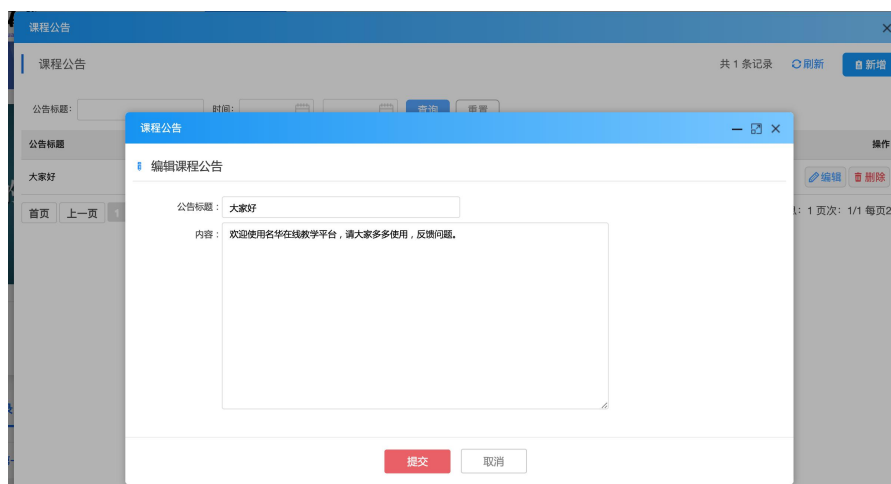 课程公告
课程公告
共 1 条记录 刷新 新增
公告标题： 时间： 查询 重置
课程公告
公告标题 操作
编辑课程公告
大家好 编辑 删除
公告标题： 大家好
首页 上一页 1 1 页次：1/1 每页2
内容： 欢迎使用名华在线教学平台，请大家多多使用，反馈问题。
提交 取消